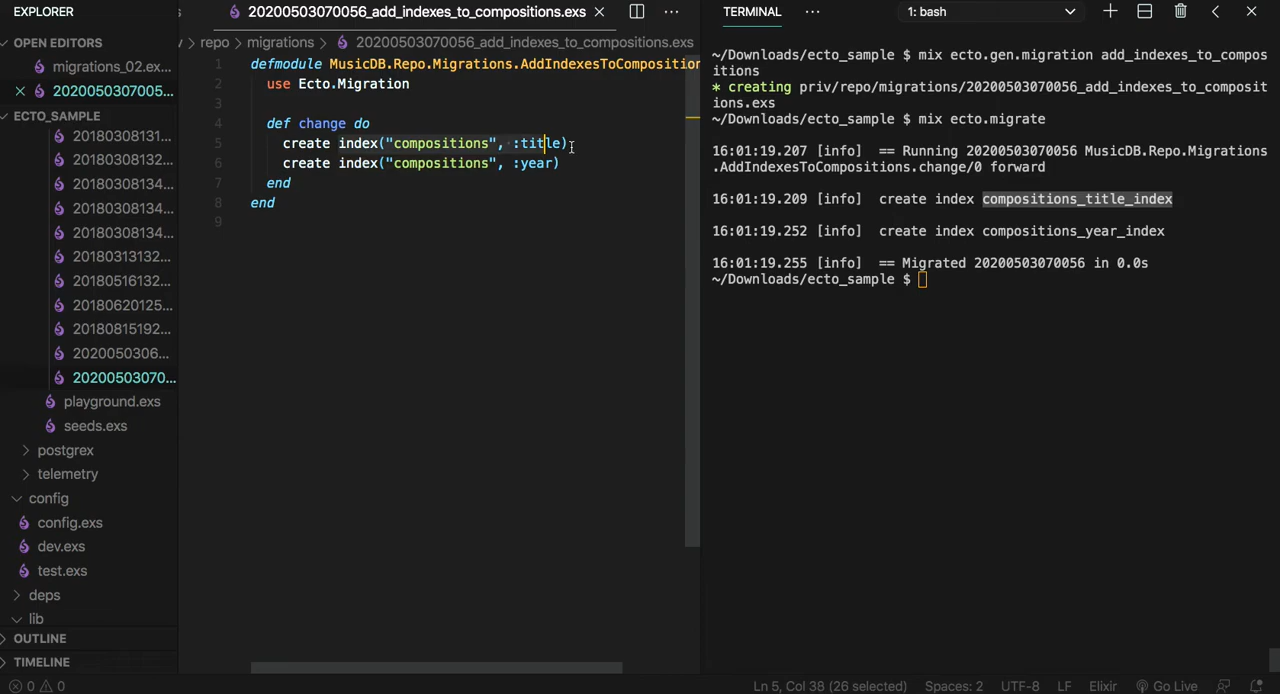 EXPLORER
OPEN EDITORS
migrations_02.ex...
2020050307005...
ECTO_SAMPLE
20180308131...
20180308132...
20180308134...
20180308134...
20180308134...
20180313132...
20180516132...
20180620125...
20180815192...
2020050306...
20200503070...
playground.exs
seeds.exs
postgrex
telemetry
config
config.exs
dev.exs
test.exs
deps
lib
OUTLINE
TIMELINE
20200503070056_add_indexes_to_compositions.exs
repo > migrations > 20200503070056_add_indexes_to_compositions.exs
1 defmodule MusicDB.Repo.Migrations.AddIndexesToComposition
2 use Ecto.Migration
3
4 def change do
5 create index("compositions", :title)
6 create index("compositions", :year)
7 end
8 end
9
TERMINAL ... 1: bash
~/Downloads/ecto_sample $ mix ecto.gen.migration add_indexes_to_compos
itions
* creating priv/repo/migrations/20200503070056_add_indexes_to_composit
ions.exs
~/Downloads/ecto_sample $ mix ecto.migrate
16:01:19.207 [info] == Running 20200503070056 MusicDB.Repo.Migrations
.AddIndexesToCompositions.change/0 forward
16:01:19.209 [info] create index compositions_title_index
16:01:19.252 [info] create index compositions_year_index
16:01:19.255 [info] == Migrated 20200503070056 in 0.0s
~/Downloads/ecto_sample $
0 0 Ln 5, Col 38 (26 selected) Spaces: 2 UTF-8 LF Elixir Go Live